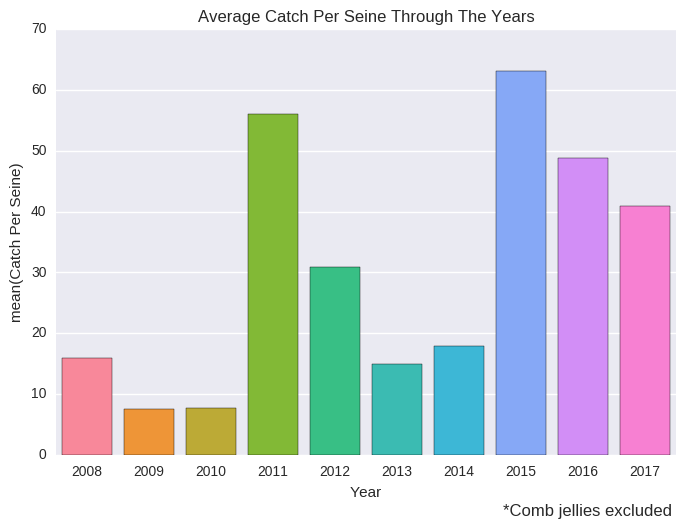 Average Catch Per Seine Through The Years
70
60
50
40
30
20
10
0
mean(Catch Per Seine)
2008 2009 2010 2011 2012 2013 2014 2015 2016 2017
Year
*Comb jellies excluded